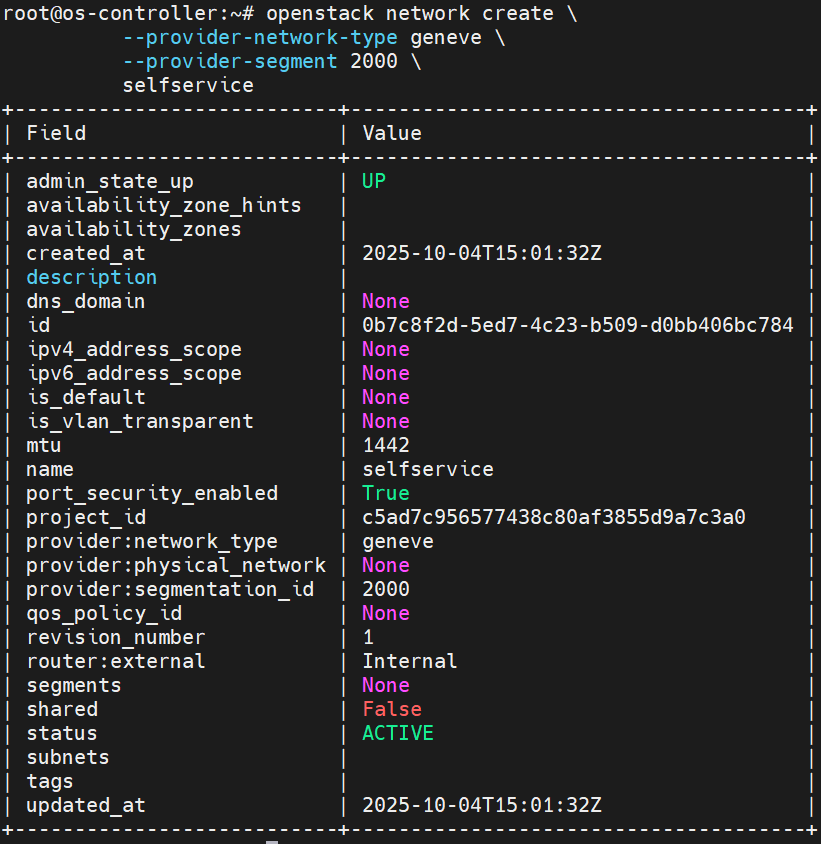 root@os-controller:~# openstack network create \
          --provider-network-type geneve \
          --provider-segment 2000 \
          selfservice
+---------------------------+--------------------------------------+
| Field                     | Value                                |
+---------------------------+--------------------------------------+
| admin_state_up            | UP                                   |
| availability_zone_hints   |                                      |
| availability_zones        |                                      |
| created_at                | 2025-10-04T15:01:32Z                 |
| description               |                                      |
| dns_domain                | None                                 |
| id                        | 0b7c8f2d-5ed7-4c23-b509-d0bb406bc784 |
| ipv4_address_scope        | None                                 |
| ipv6_address_scope        | None                                 |
| is_default                | None                                 |
| is_vlan_transparent       | None                                 |
| mtu                       | 1442                                 |
| name                      | selfservice                          |
| port_security_enabled     | True                                 |
| project_id                | c5ad7c956577438c80af3855d9a7c3a0     |
| provider:network_type     | geneve                               |
| provider:physical_network | None                                 |
| provider:segmentation_id  | 2000                                 |
| qos_policy_id             | None                                 |
| revision_number           | 1                                    |
| router:external           | Internal                             |
| segments                  | None                                 |
| shared                    | False                                |
| status                    | ACTIVE                               |
| subnets                   |                                      |
| tags                      |                                      |
| updated_at                | 2025-10-04T15:01:32Z                 |
+---------------------------+--------------------------------------+